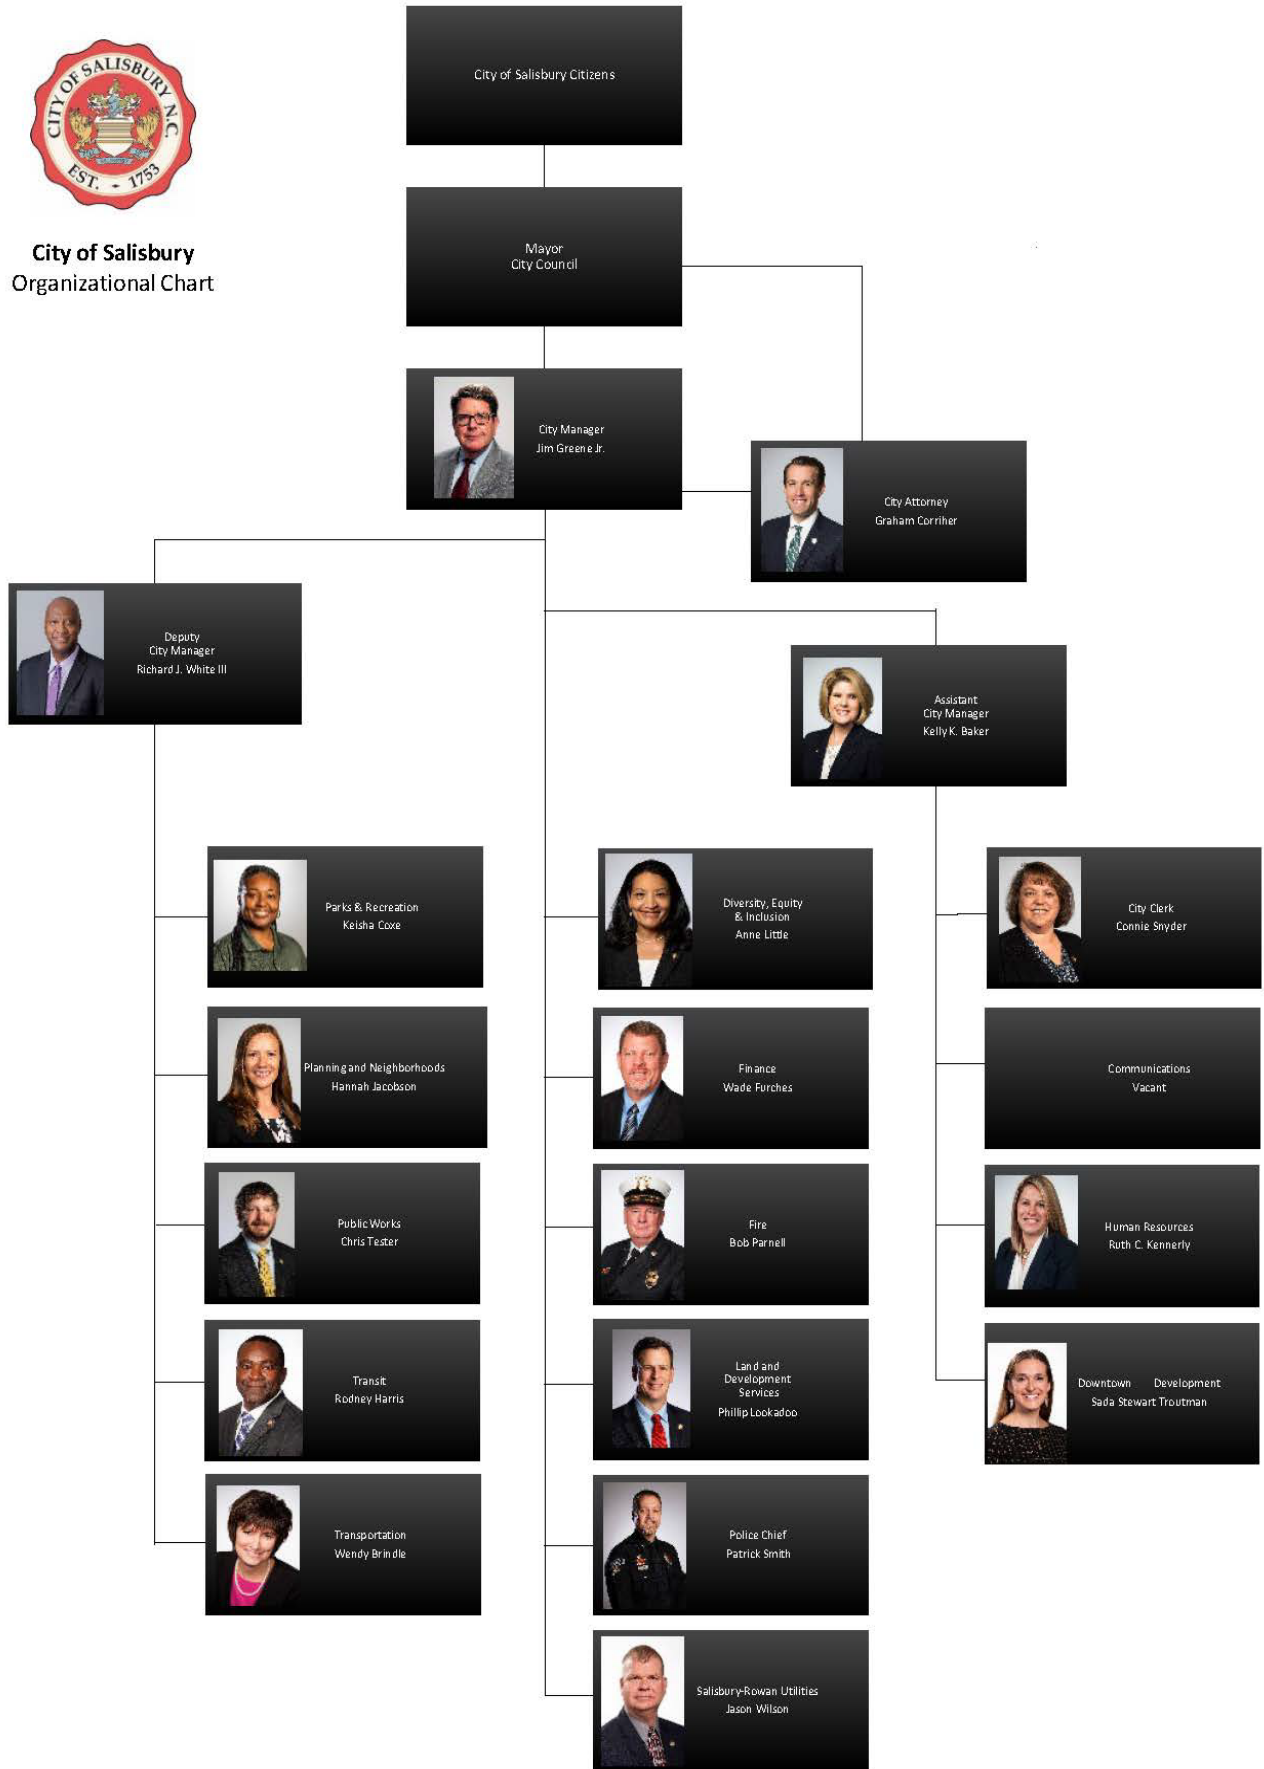 CITY OF SALISBURY N.C.
EST. - 1753
City of Salisbury
Organizational Chart
City of Salisbury Citizens
Mayor
City Council
City Manager
Jim Greene Jr.
City Attorney
Graham Corriher
Deputy
City Manager
Richard J. White III
Assistant
City Manager
Kelly K. Baker
Parks & Recreation
Keisha Coxe
Planning and Neighborhoods
Hannah Jacobson
Public Works
Chris Tester
Transit
Rodney Harris
Transportation
Wendy Brindle
Diversity, Equity
& Inclusion
Anne Little
Finance
Wade Furches
Fire
Bob Parnell
Land and
Development
Services
Phillip Lookadoo
Police Chief
Patrick Smith
Salisbury-Rowan Utilities
Jason Wilson
City Clerk
Connie Snyder
Communications
Vacant
Human Resources
Ruth C. Kennerly
Downtown Development
Sada Stewart Troutman